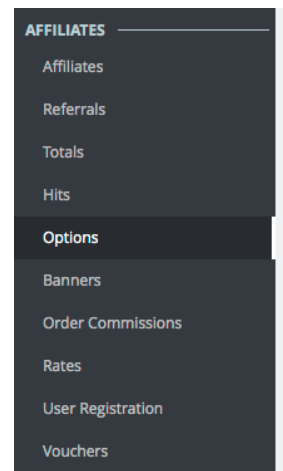 AFFILIATES
Affiliates
Referrals
Totals
Hits
Options
Banners
Order Commissions
Rates
User Registration
Vouchers